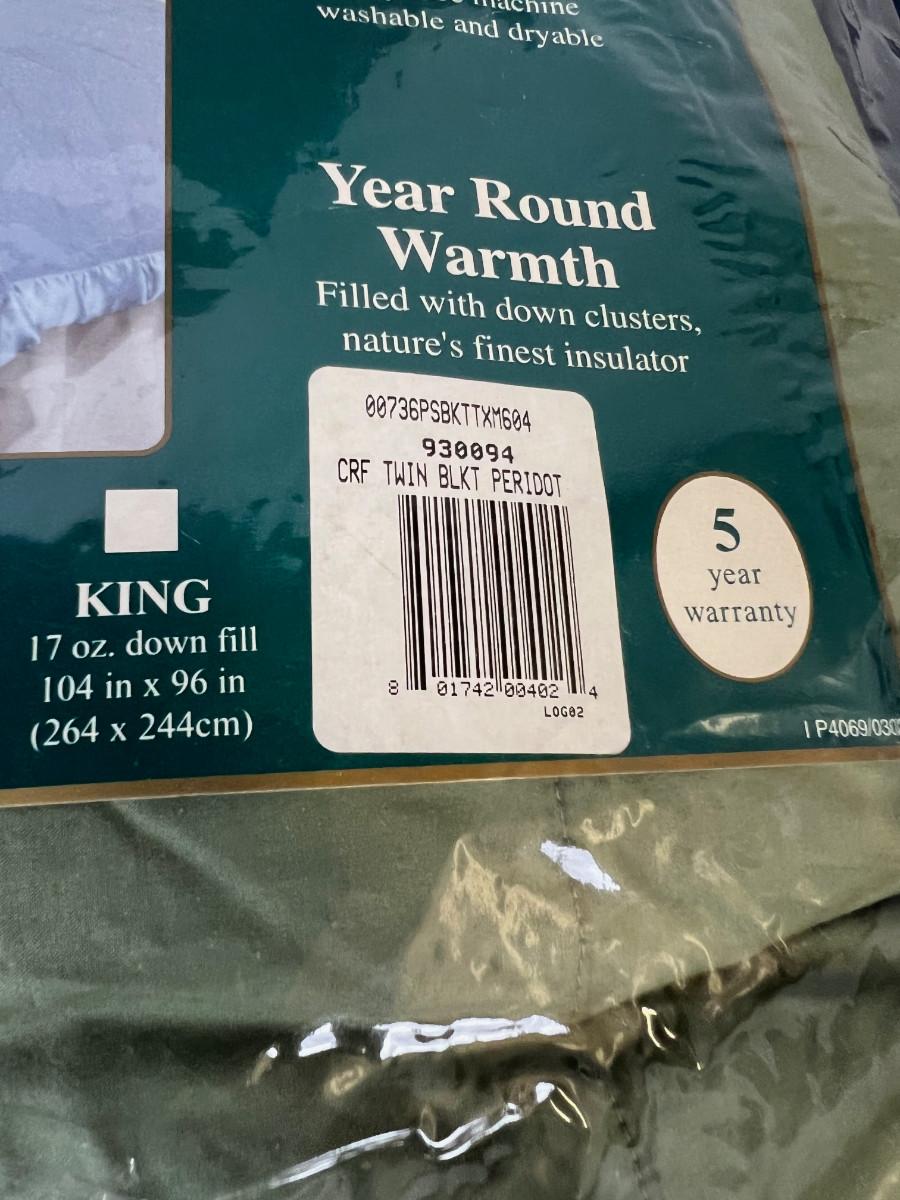 machine
washable and dryable
Year Round
Warmth
Filled with down clusters,
nature's finest insulator
00736PSBKTTXM604
930094
CRF TWIN BLKT PERIDOT
8 01742 00402 4
LOG02
KING
17 oz. down fill
104 in x 96 in
(264 x 244cm)
5
year
warranty